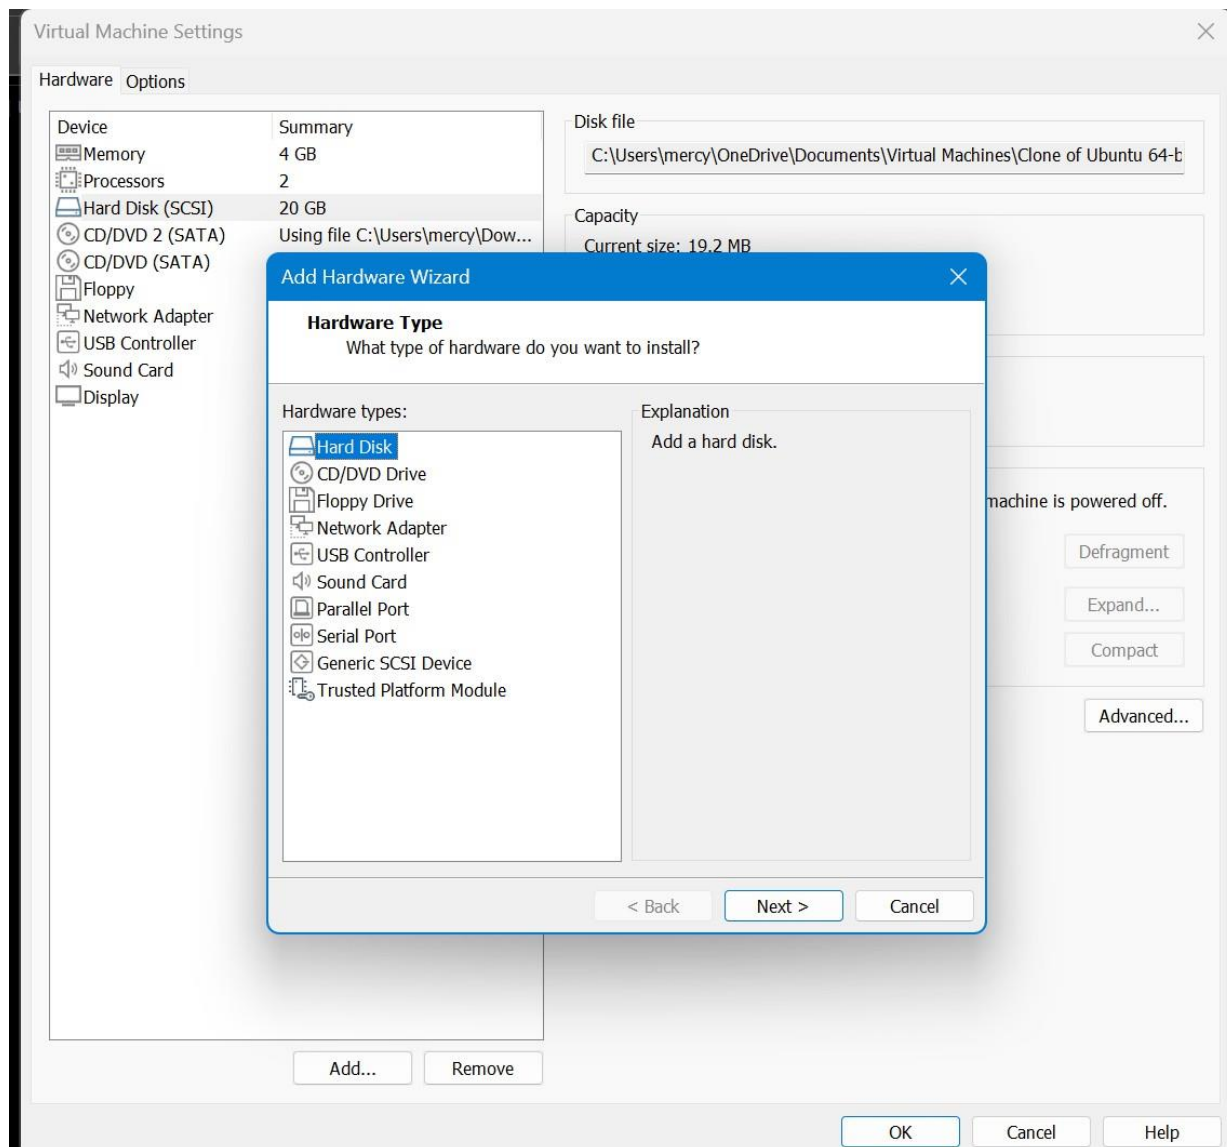 Virtual Machine Settings
Hardware Options
Device Summary
Memory 4 GB
Processors 2
Hard Disk (SCSI) 20 GB
CD/DVD 2 (SATA) Using file C:\Users\mercy\Dow...
CD/DVD (SATA)
Floppy
Network Adapter
USB Controller
Sound Card
Display
Disk file
C:\Users\mercy\OneDrive\Documents\Virtual Machines\Clone of Ubuntu 64-b
Capacity
Current size: 19.2 MB
Add Hardware Wizard
Hardware Type
What type of hardware do you want to install?
Hardware types:
Hard Disk
CD/DVD Drive
Floppy Drive
Network Adapter
USB Controller
Sound Card
Parallel Port
Serial Port
Generic SCSI Device
Trusted Platform Module
Explanation
Add a hard disk.
< Back Next > Cancel
machine is powered off.
Defragment
Expand...
Compact
Advanced...
Add... Remove
OK Cancel Help